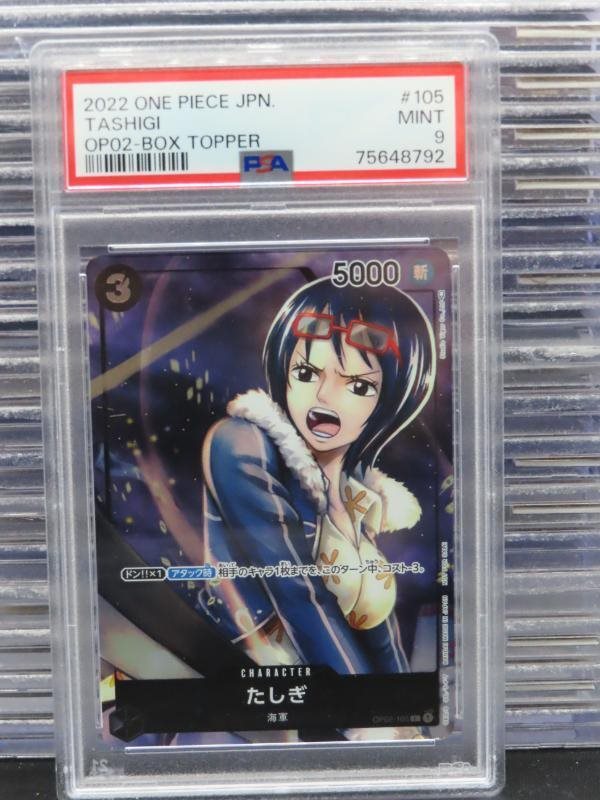 2022 ONE PIECE JPN. #105
TASHIGI MINT
OP02-BOX TOPPER 9
PSA 75648792
3
5000 斬
ドン!!×1 アタック時 相手のキャラ1枚までを、このターン中、コスト-3。
CHARACTER
たしぎ
海軍
OP02-105